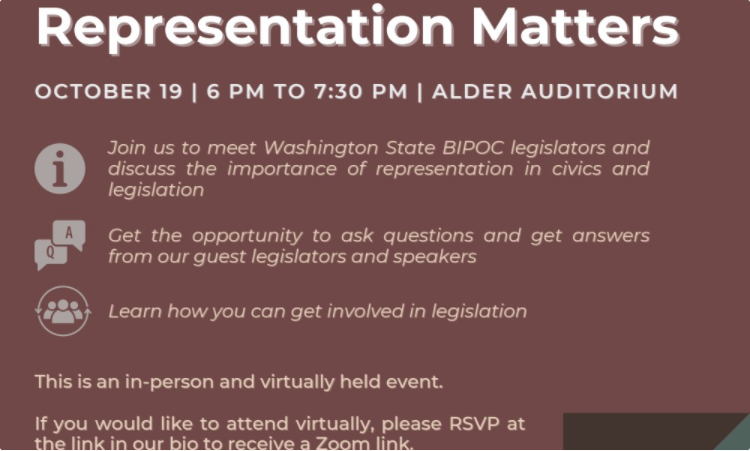 Representation Matters
OCTOBER 19 | 6 PM TO 7:30 PM | ALDER AUDITORIUM
Join us to meet Washington State BIPOC legislators and
discuss the importance of representation in civics and
legislation
A
Q
Get the opportunity to ask questions and get answers
from our guest legislators and speakers
Learn how you can get involved in legislation
This is an in-person and virtually held event.
If you would like to attend virtually, please RSVP at
the link in our bio to receive a Zoom link.